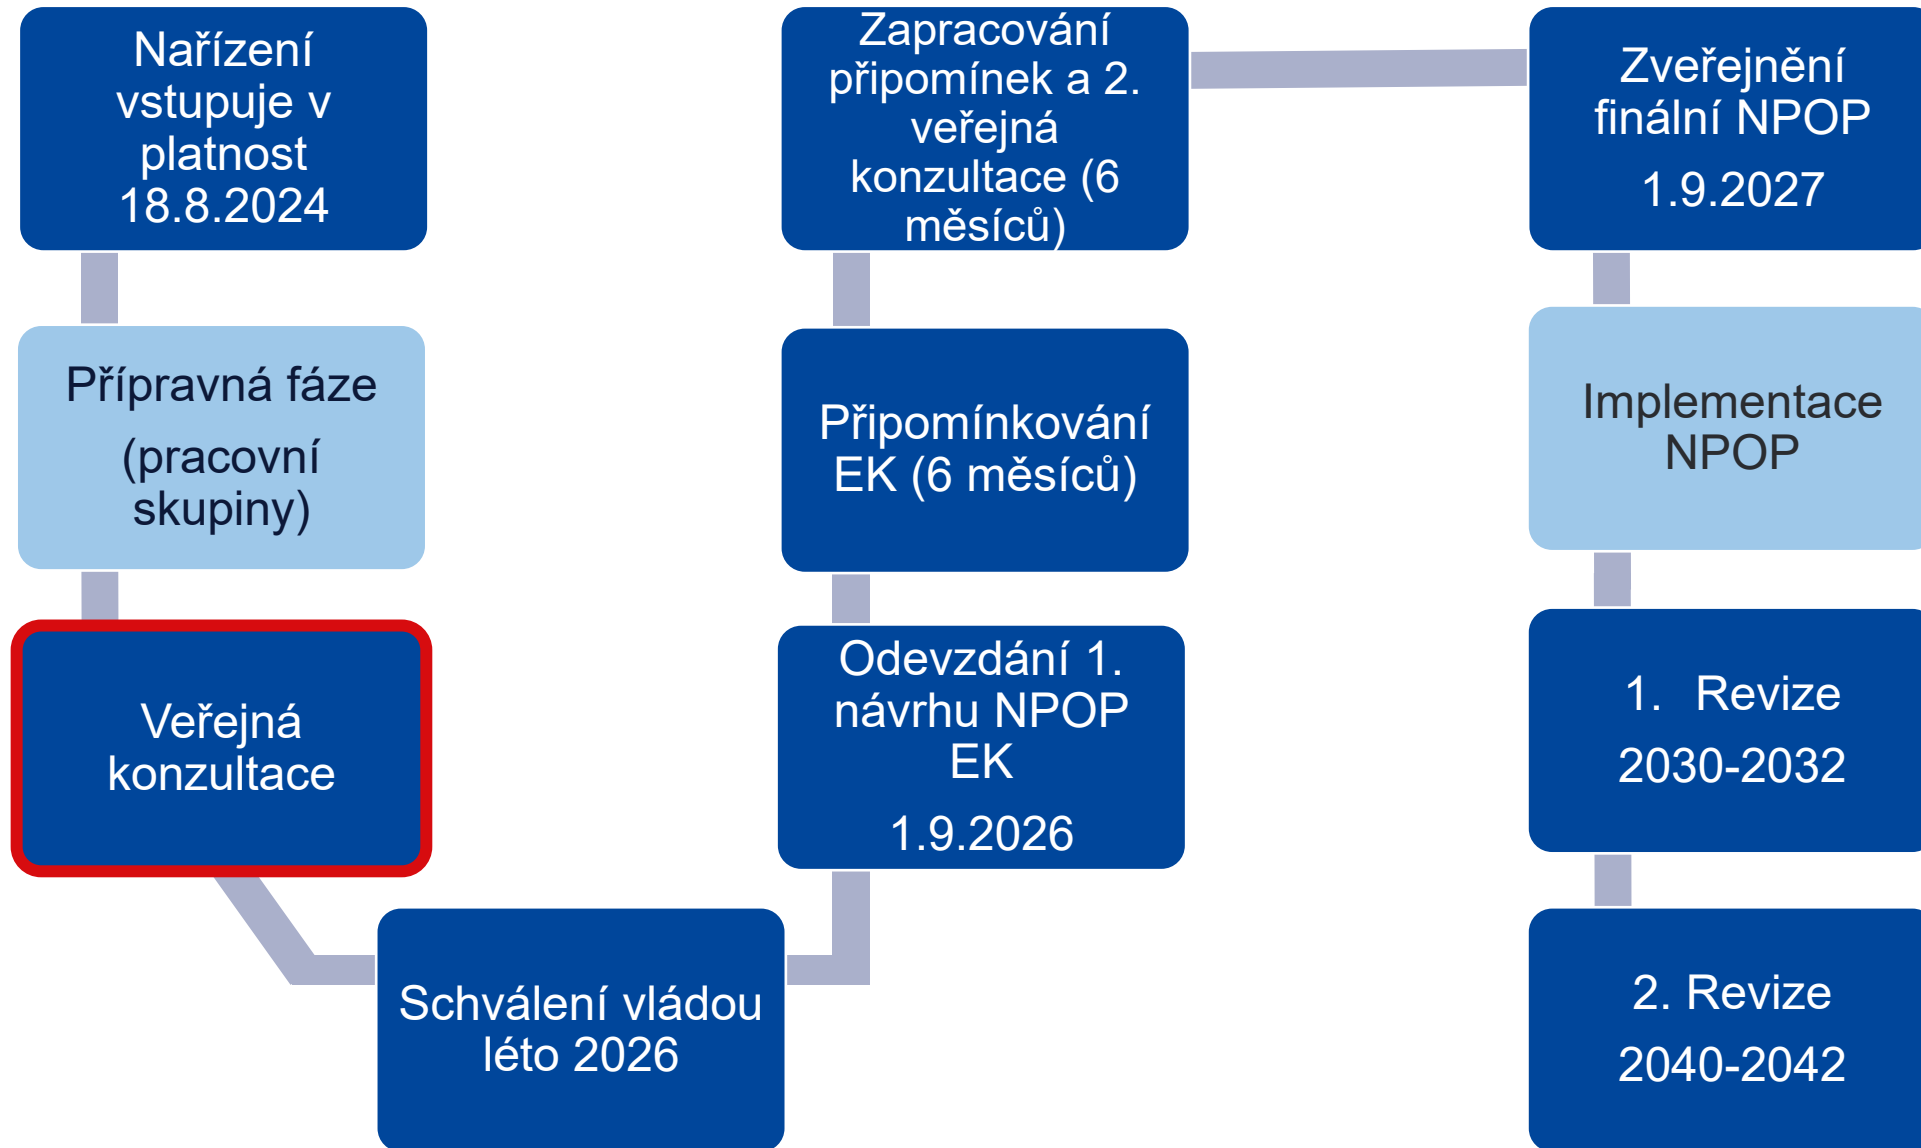 Nařízení
vstupuje v
platnost
18.8.2024
Přípravná fáze
(pracovní
skupiny)
Veřejná
konzultace
Schválení vládou
léto 2026
Odevzdání 1.
návrhu NPOP
EK
1.9.2026
Připomínkování
EK (6 měsíců)
Zapracování
připomínek a 2.
veřejná
konzultace (6
měsíců)
Zveřejnění
finální NPOP
1.9.2027
Implementace
NPOP
1. Revize
2030-2032
2. Revize
2040-2042